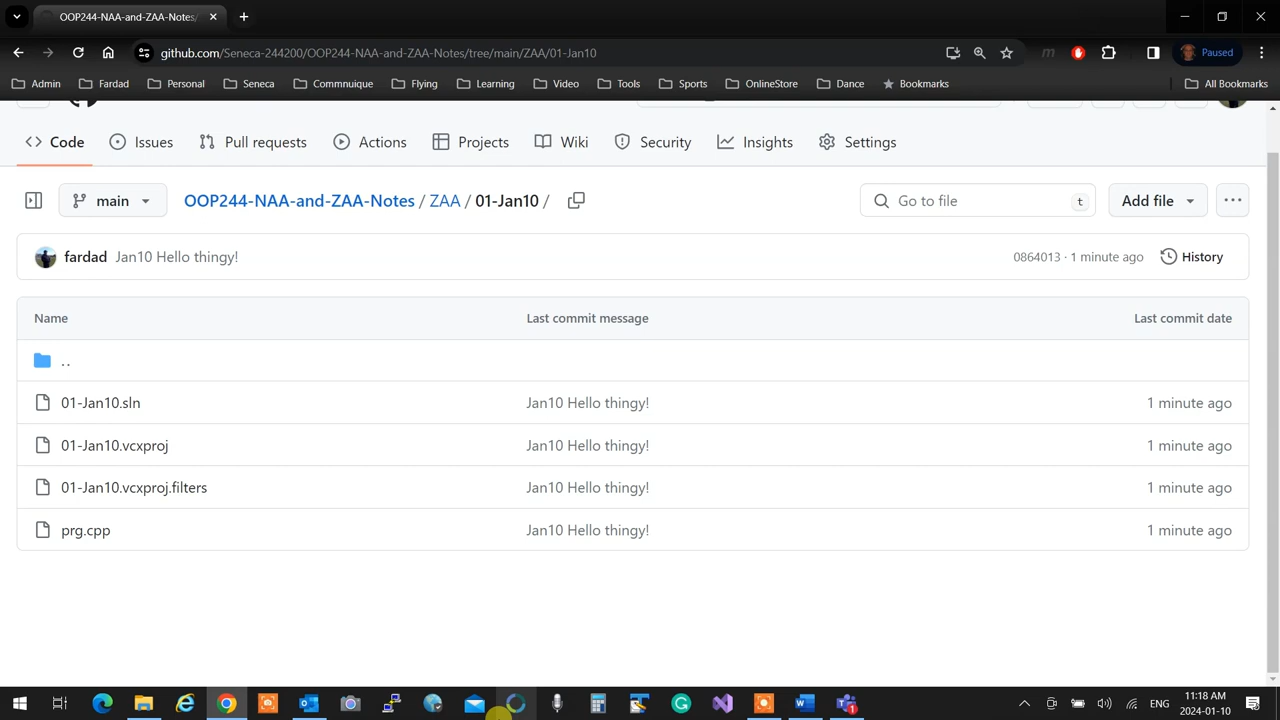 OOP244-NAA-and-ZAA-Notes/
github.com/Seneca-244200/OOP244-NAA-and-ZAA-Notes/tree/main/ZAA/01-Jan10
Paused
Admin Fardad Personal Seneca Commnuique Flying Learning Video Tools Sports OnlineStore Dance Bookmarks All Bookmarks
Code Issues Pull requests Actions Projects Wiki Security Insights Settings
main OOP244-NAA-and-ZAA-Notes / ZAA / 01-Jan10 / Go to file t Add file
fardad Jan10 Hello thingy! 0864013 · 1 minute ago History
Name Last commit message Last commit date
..
01-Jan10.sln Jan10 Hello thingy! 1 minute ago
01-Jan10.vcxproj Jan10 Hello thingy! 1 minute ago
01-Jan10.vcxproj.filters Jan10 Hello thingy! 1 minute ago
prg.cpp Jan10 Hello thingy! 1 minute ago
ENG 11:18 AM
2024-01-10